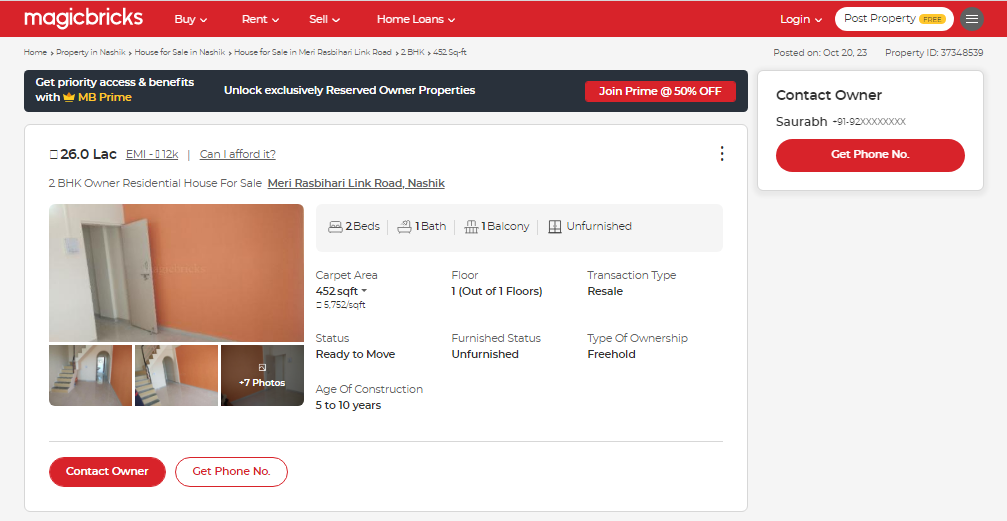 magicbricks
Buy
Rent
Sell
Home Loans
Login
Post Property FREE
Home > Property in Nashik > House for Sale in Nashik > House for Sale in Meri Rasbihari Link Road > 2 BHK > 452 Sq-ft
Posted on: Oct 20, 23 Property ID: 37348539
Get priority access & benefits
with MB Prime
Unlock exclusively Reserved Owner Properties
Join Prime @ 50% OFF
Contact Owner
Saurabh +91-92XXXXXXXX
Get Phone No.
26.0 Lac EMI - 12k | Can I afford it?
2 BHK Owner Residential House For Sale Meri Rasbihari Link Road, Nashik
magicbricks
+7 Photos
2 Beds 1 Bath 1 Balcony Unfurnished
Carpet Area
452 sqft
5,752/sqft
Floor
1 (Out of 1 Floors)
Transaction Type
Resale
Status
Ready to Move
Furnished Status
Unfurnished
Type Of Ownership
Freehold
Age Of Construction
5 to 10 years
Contact Owner
Get Phone No.